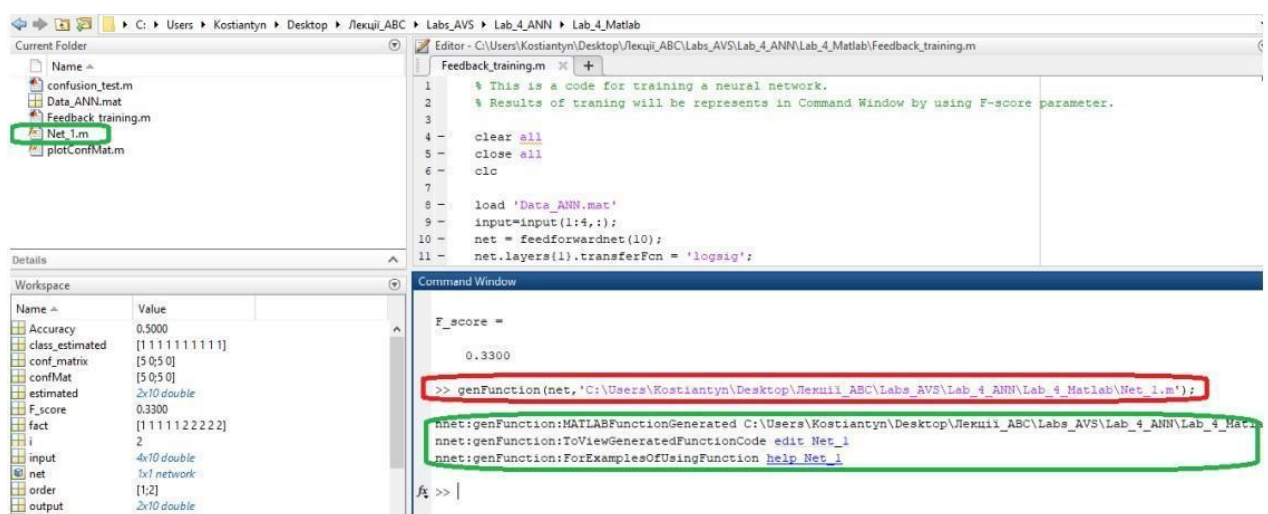 C: Users Kostiantyn Desktop Лекції_ABC Labs_AVS Lab_4_ANN Lab_4_Matlab
Current Folder
Name
confusion_test.m
Data_ANN.mat
Feedback_training.m
Net_1.m
plotConfMat.m
Details
Editor - C:\Users\Kostiantyn\Desktop\Лекції_ABC\Labs_AVS\Lab_4_ANN\Lab_4_Matlab\Feedback_training.m
Feedback_training.m
1 % This is a code for training a neural network.
2 % Results of traning will be represents in Command Window by using F-score parameter.
3
4 - clear all
5 - close all
6 - clc
7
8 - load 'Data_ANN.mat'
9 - input=input(1:4,:);
10 - net = feedforwardnet(10);
11 - net.layers{1}.transferFcn = 'logsig';
Workspace
Name Value
Accuracy 0.5000
class_estimated [1 1 1 1 1 1 1 1 1 1]
conf_matrix [5 0;5 0]
confMat [5 0;5 0]
estimated 2x10 double
F_score 0.3300
fact [1 1 1 1 1 2 2 2 2 2]
i 2
input 4x10 double
net 1x1 network
order [1;2]
output 2x10 double
Command Window
F_score =
0.3300
>> genFunction(net,'C:\Users\Kostiantyn\Desktop\Лекції_ABC\Labs_AVS\Lab_4_ANN\Lab_4_Matlab\Net_1.m');
nnet:genFunction:MATLABFunctionGenerated C:\Users\Kostiantyn\Desktop\Лекції_ABC\Labs_AVS\Lab_4_ANN\Lab_4_Matla
nnet:genFunction:ToViewGeneratedFunctionCode edit Net_1
nnet:genFunction:ForExamplesOfUsingFunction help Net_1
fx >>